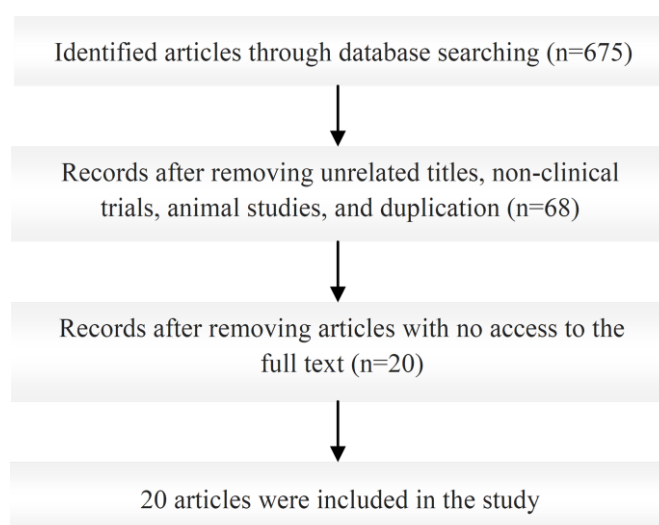 Identified articles through database searching (n=675)
Records after removing unrelated titles, non-clinical
trials, animal studies, and duplication (n=68)
Records after removing articles with no access to the
full text (n=20)
20 articles were included in the study